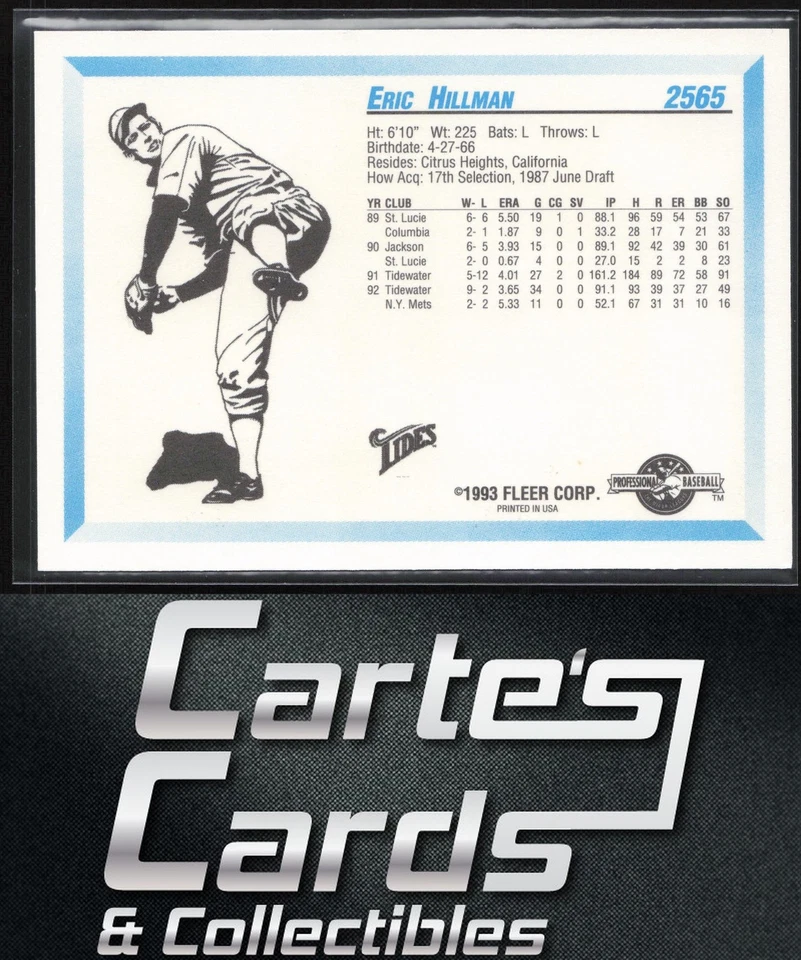 ERIC HILLMAN 2565
Ht: 6'10" Wt: 225 Bats: L Throws: L
Birthdate: 4-27-66
Resides: Citrus Heights, California
How Acq: 17th Selection, 1987 June Draft
YR CLUB W- L ERA G CG SV IP H R ER BB SO
89 St. Lucie 6- 6 5.50 19 1 0 88.1 96 59 54 53 67
Columbia 2- 1 1.87 9 0 1 33.2 28 17 7 21 33
90 Jackson 6- 5 3.93 15 0 0 89.1 92 42 39 30 61
St. Lucie 2- 0 0.67 4 0 0 27.0 15 2 2 8 23
91 Tidewater 5-12 4.01 27 2 0 161.2 184 89 72 58 91
92 Tidewater 9- 2 3.65 34 0 0 91.1 93 39 37 27 49
N.Y. Mets 2- 2 5.33 11 0 0 52.1 67 31 31 10 16
TIDES
©1993 FLEER CORP.
PRINTED IN USA
PROFESSIONAL BASEBALL
TM
Carte's
Cards
& Collectibles